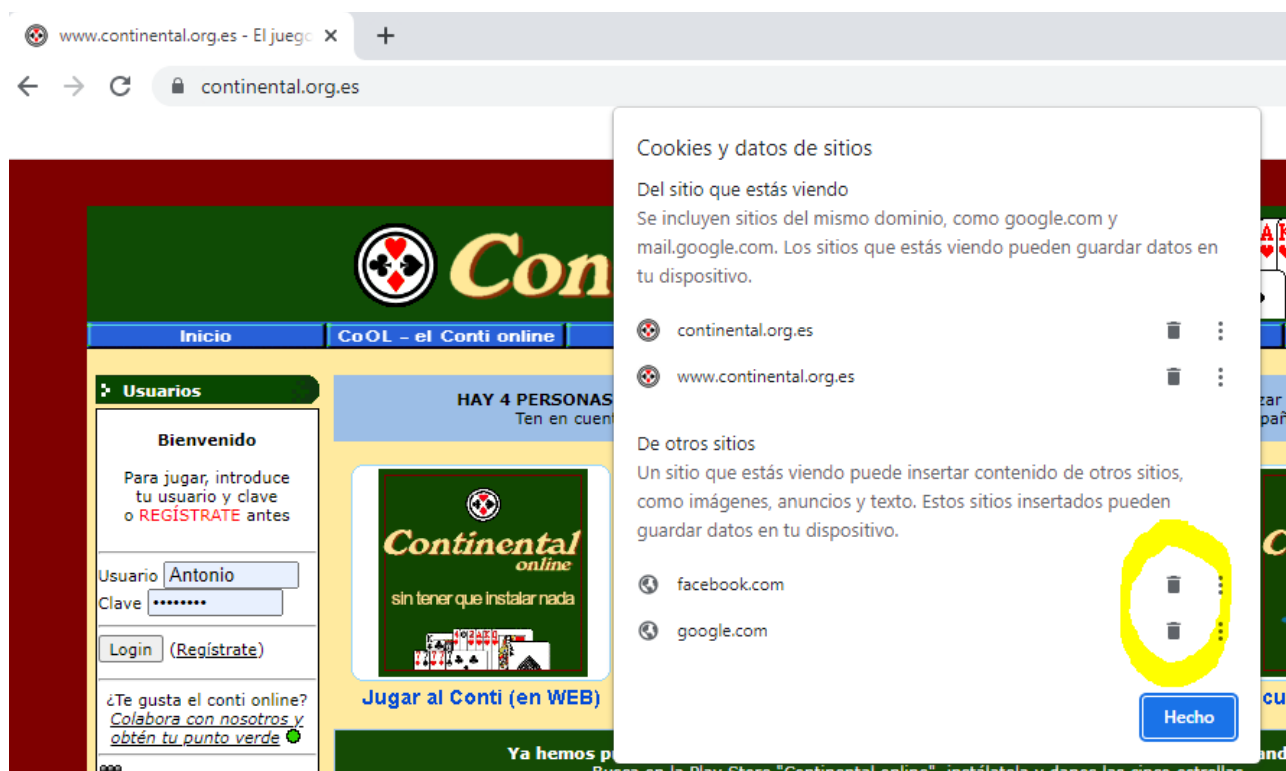 www.continental.org.es - El juego
continental.org.es
Cookies y datos de sitios
Del sitio que estás viendo
Se incluyen sitios del mismo dominio, como google.com y
mail.google.com. Los sitios que estás viendo pueden guardar datos en
tu dispositivo.
continental.org.es
www.continental.org.es
De otros sitios
Un sitio que estás viendo puede insertar contenido de otros sitios,
como imágenes, anuncios y texto. Estos sitios insertados pueden
guardar datos en tu dispositivo.
facebook.com
google.com
Hecho
Con
Inicio
CoOL - el Conti online
Usuarios
Bienvenido
Para jugar, introduce
tu usuario y clave
o REGÍSTRATE antes
Usuario Antonio
Clave ••••••••
Login (Regístrate)
¿Te gusta el conti online?
Colabora con nosotros y
obtén tu punto verde
HAY 4 PERSONAS
Ten en cuen
Continental
online
sin tener que instalar nada
Jugar al Conti (en WEB)
Ya hemos p